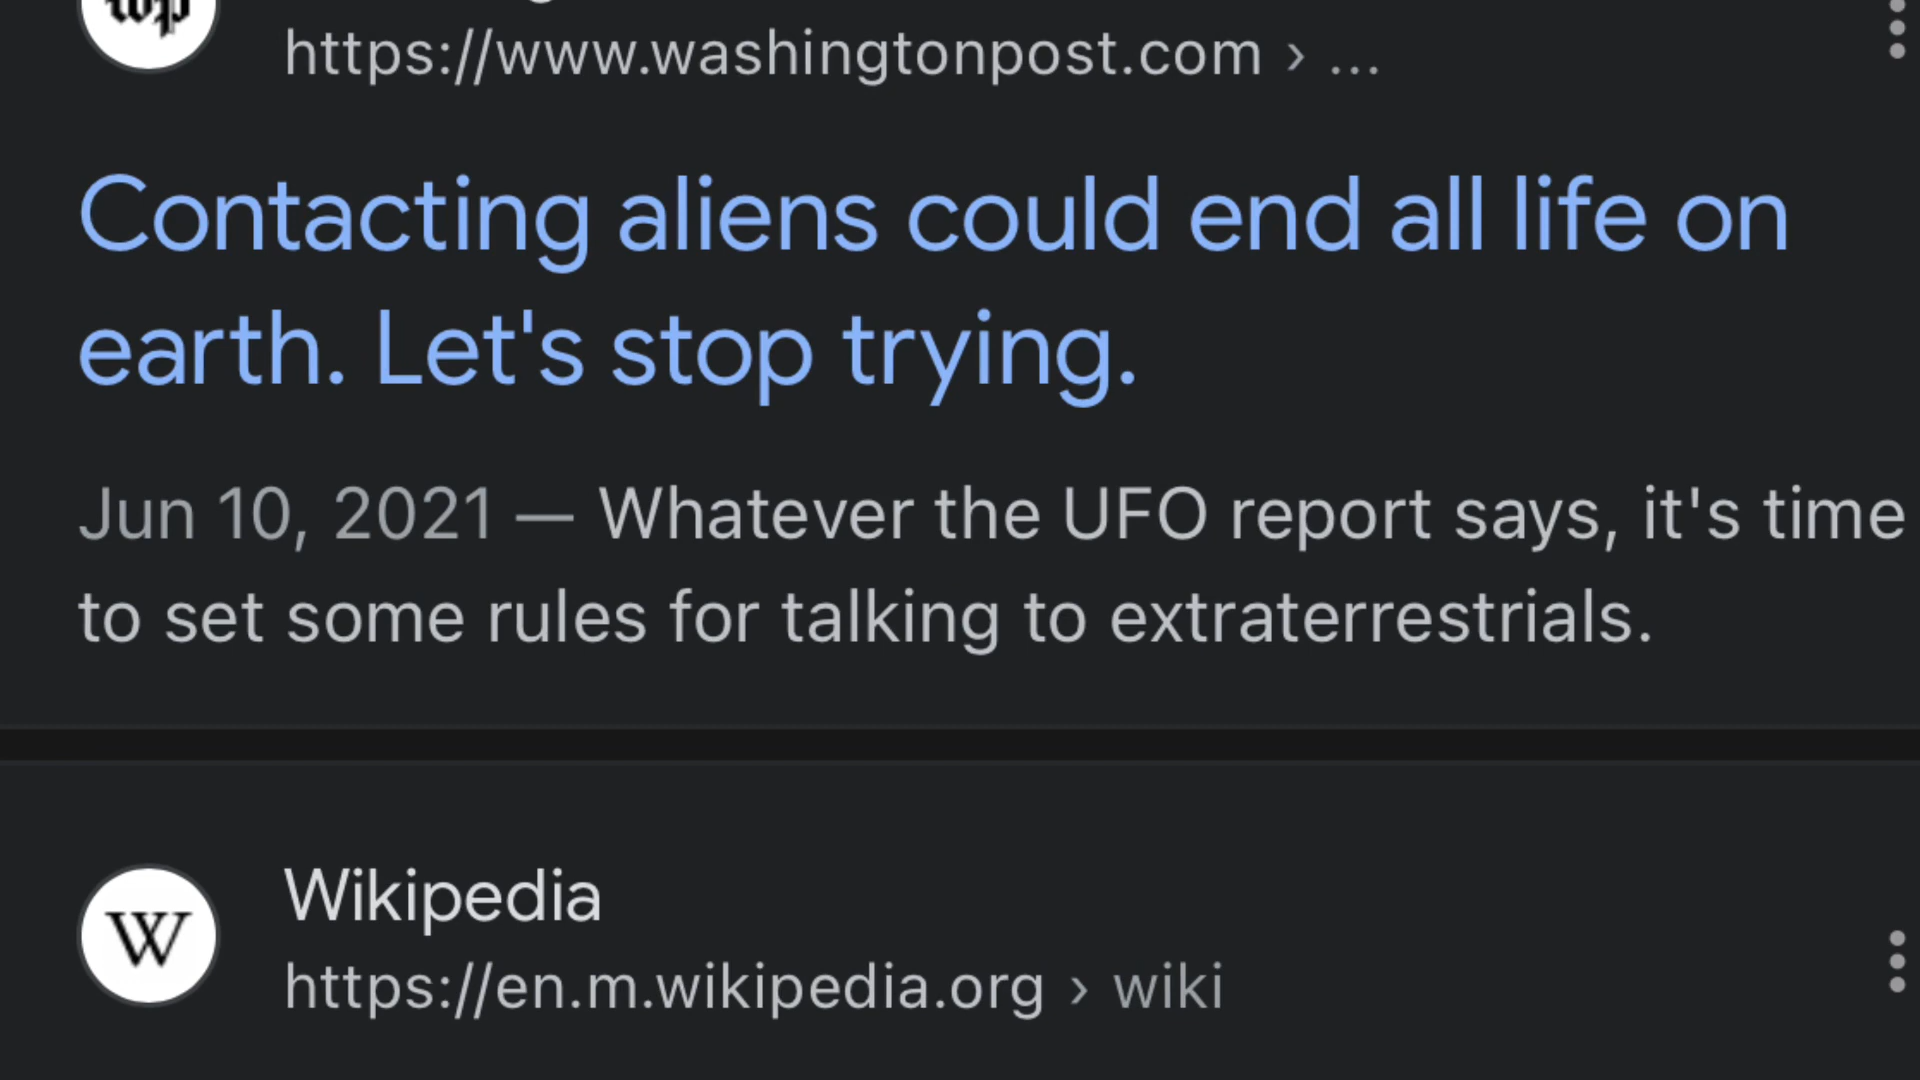 wp
https://www.washingtonpost.com › ...
Contacting aliens could end all life on
earth. Let's stop trying.
Jun 10, 2021 — Whatever the UFO report says, it's time
to set some rules for talking to extraterrestrials.
W
Wikipedia
https://en.m.wikipedia.org › wiki